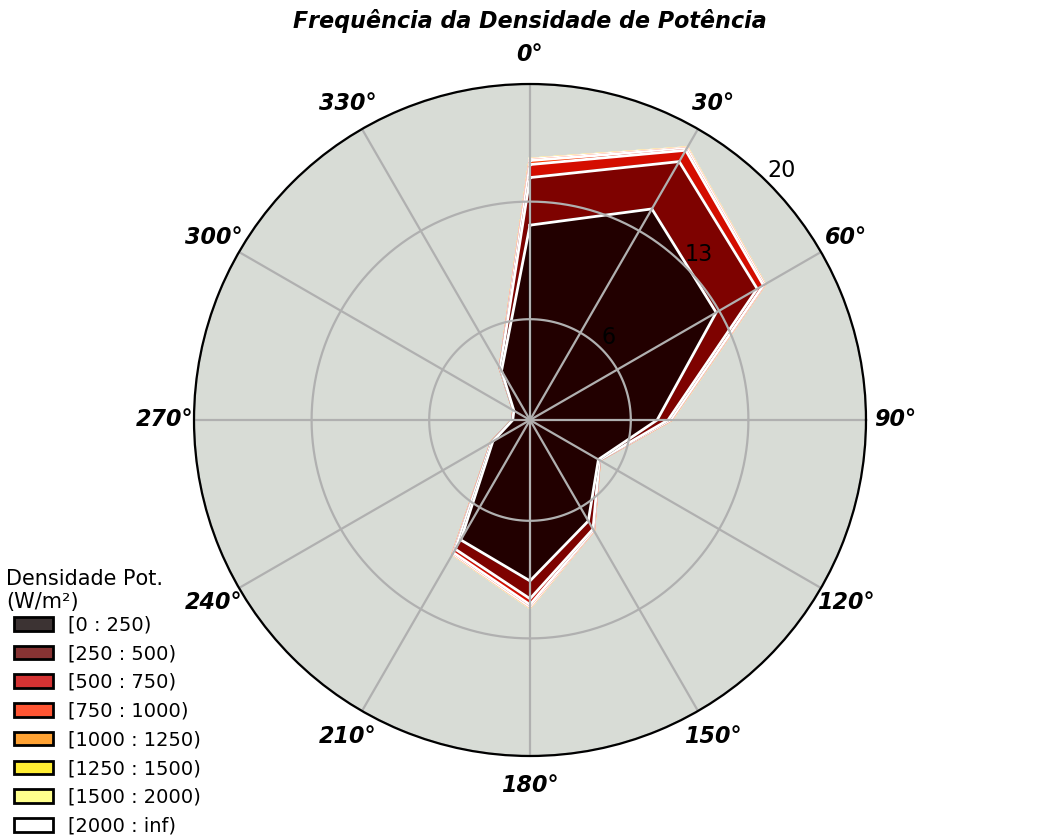 Frequência da Densidade de Potência
0°
330°
30°
20
300°
60°
13
6
270°
90°
240°
120°
210°
150°
180°
Densidade Pot.
(W/m²)
[0 : 250)
[250 : 500)
[500 : 750)
[750 : 1000)
[1000 : 1250)
[1250 : 1500)
[1500 : 2000)
[2000 : inf)